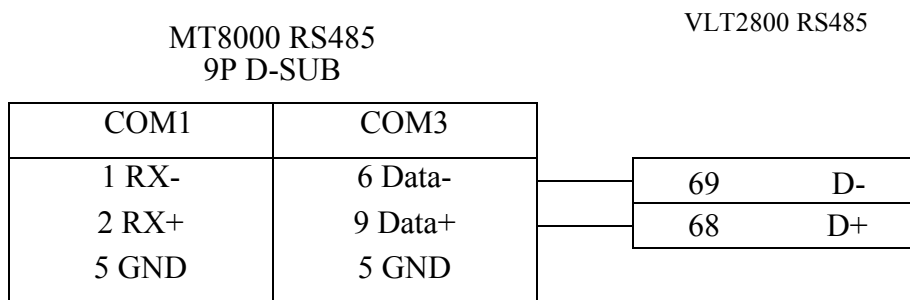 MT8000 RS485
9P D-SUB
VLT2800 RS485
COM1 COM3
1 RX- 6 Data- 69 D-
2 RX+ 9 Data+ 68 D+
5 GND 5 GND